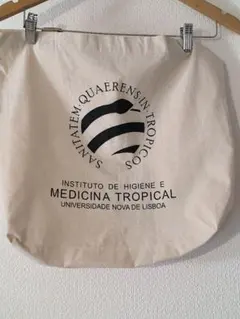 SANITATEM·QUAERENS·IN·TROPICOS
INSTITUTO DE HIGIENE E
MEDICINA TROPICAL
UNIVERSIDADE NOVA DE LISBOA